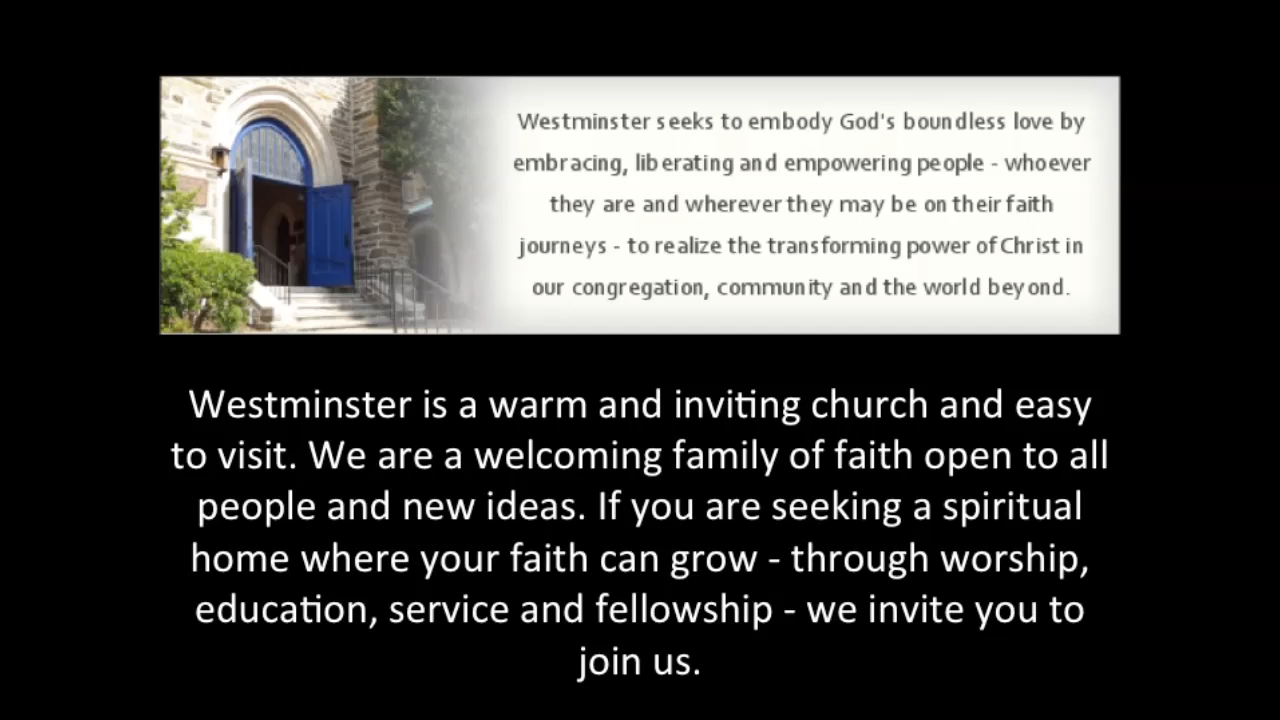 Westminster seeks to embody God's boundless love by
embracing, liberating and empowering people - whoever
they are and wherever they may be on their faith
journeys - to realize the transforming power of Christ in
our congregation, community and the world beyond.
Westminster is a warm and inviting church and easy
to visit. We are a welcoming family of faith open to all
people and new ideas. If you are seeking a spiritual
home where your faith can grow - through worship,
education, service and fellowship - we invite you to
join us.